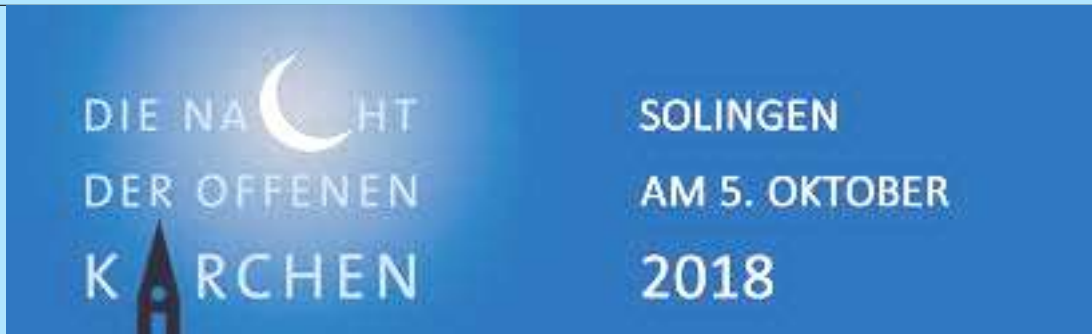 DIE NACHT
DER OFFENEN
KIRCHEN
SOLINGEN
AM 5. OKTOBER
2018